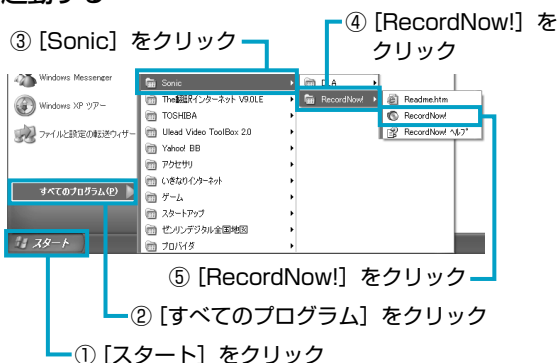 ④ [RecordNow!] を
クリック
③ [Sonic] をクリック
Windows Messenger
Windows XP ツアー
ファイルと設定の転送ウィザー
すべてのプログラム(P)
スタート
Sonic
The翻訳インターネット V9.0LE
TOSHIBA
Ulead Video ToolBox 2.0
Yahoo! BB
アクセサリ
いきなりインターネット
ゲーム
スタートアップ
ゼンリンデジタル全国地図
プロバイダ
RecordNow!
Readme.htm
RecordNow!
RecordNow! ヘルプ
⑤ [RecordNow!] をクリック
② [すべてのプログラム] をクリック
① [スタート] をクリック